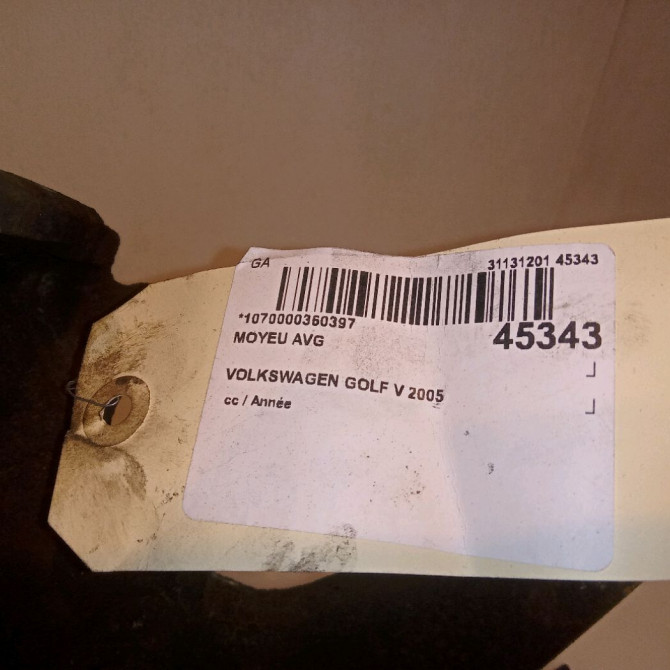 GA
31131201 45343
*1070000360397
45343
MOYEU AVG
VOLKSWAGEN GOLF V 2005
cc / Année